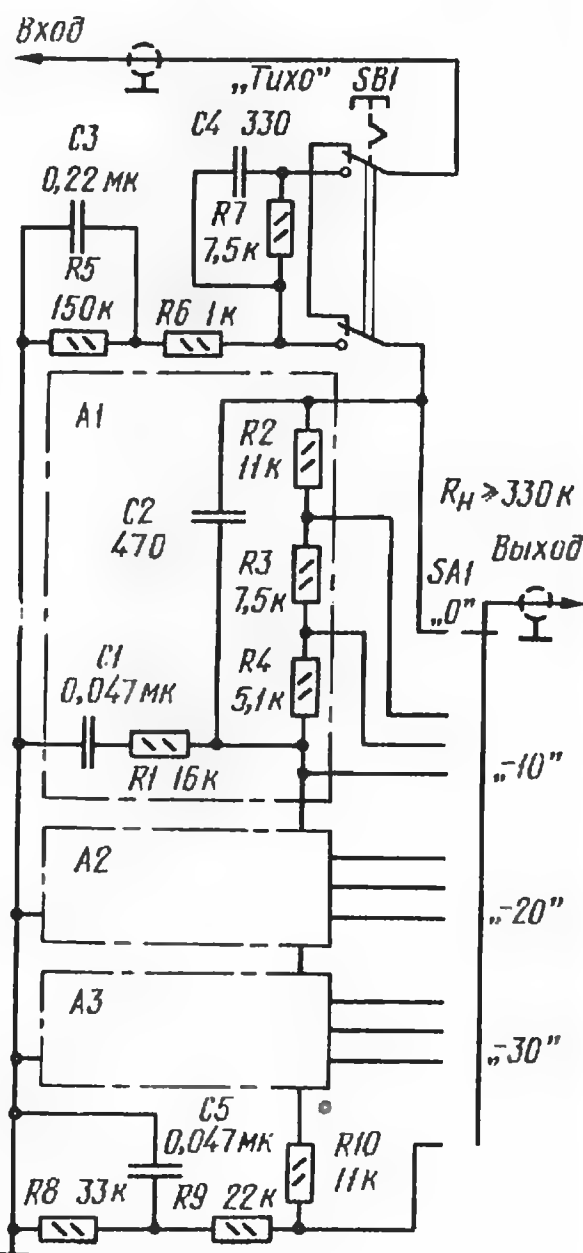 Вход
„Тихо”
SB1
C4 330
C3
0,22 мк
R7
7,5к
R5
150к
R6 1к
A1
R2
11к
C2
470
R3
7,5к
R4
5,1к
C1
0,047мк
R1 16к
Rн ⩾ 330к
SA1
Выход
„0”
„-10”
A2
„-20”
A3
„-30”
C5
0,047мк
R10
11к
R8 33к
R9 22к